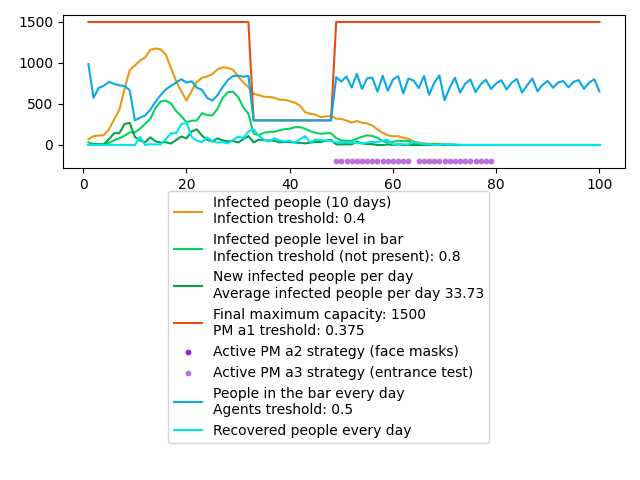 1500
1000
500
0
0 20 40 60 80 100
Infected people (10 days)
Infection treshold: 0.4
Infected people level in bar
Infection treshold (not present): 0.8
New infected people per day
Average infected people per day 33.73
Final maximum capacity: 1500
PM a1 treshold: 0.375
Active PM a2 strategy (face masks)
Active PM a3 strategy (entrance test)
People in the bar every day
Agents treshold: 0.5
Recovered people every day